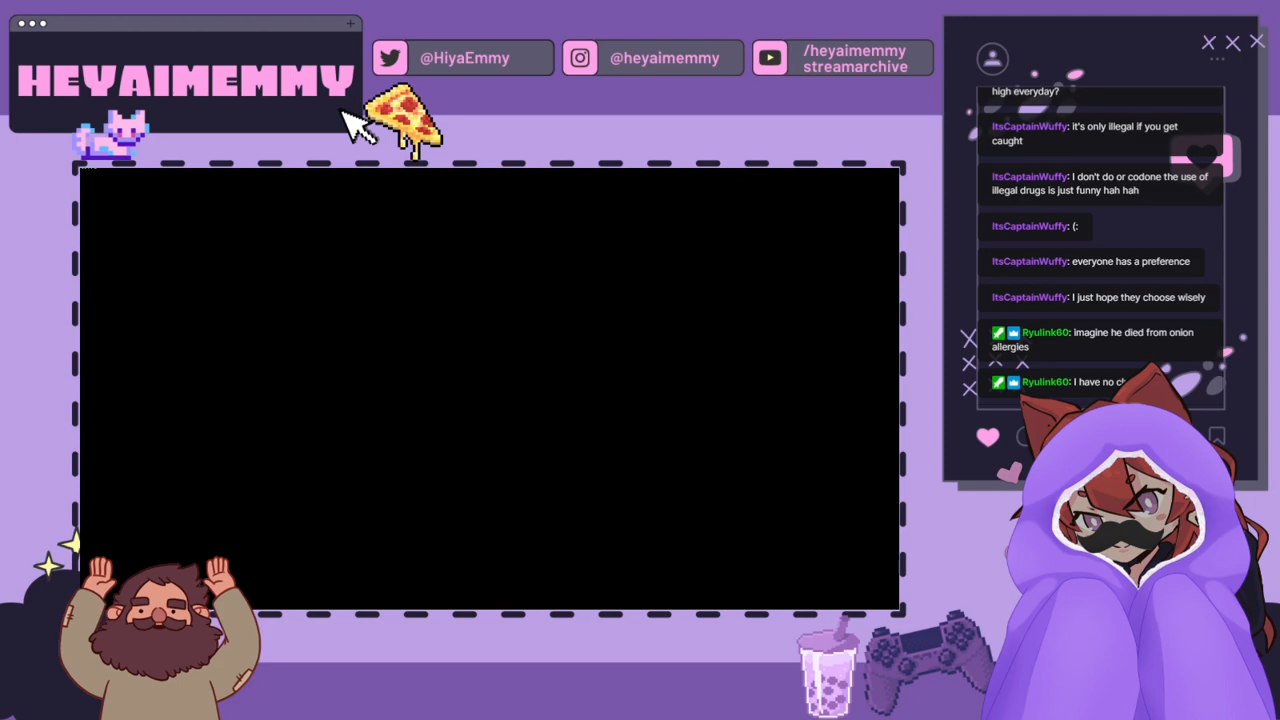 HEYAIMEMMY
@HiyaEmmy
@heyaimemmy
/heyaimemmy
streamarchive
high everyday?
ItsCaptainWuffy: it's only illegal if you get
caught
ItsCaptainWuffy: I don't do or codone the use of
illegal drugs is just funny hah hah
ItsCaptainWuffy: (:
ItsCaptainWuffy: everyone has a preference
ItsCaptainWuffy: I just hope they choose wisely
Ryulink60: imagine he died from onion
allergies
Ryulink60: I have no